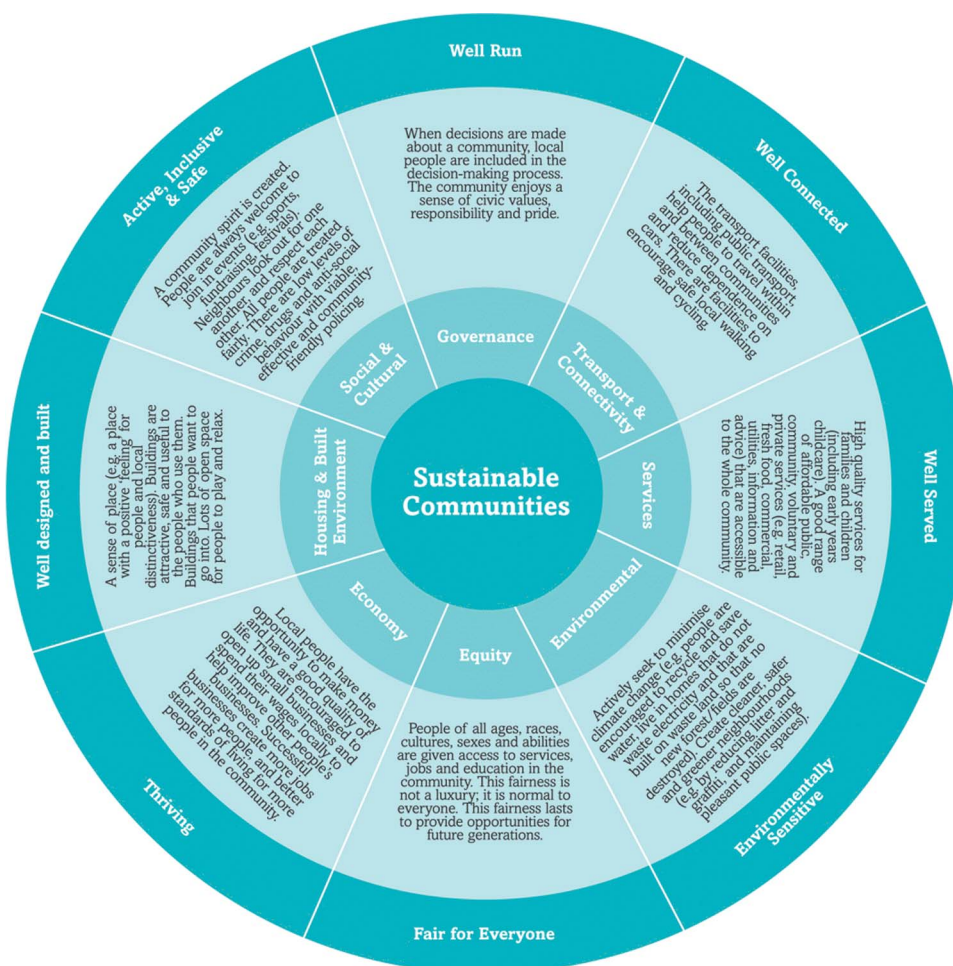 Sustainable
Communities
Well Run
Governance
When decisions are made
about a community, local
people are included in the
decision-making process.
The community enjoys a
sense of civic values,
responsibility and pride.
Well Connected
Transport &
Connectivity
The transport facilities,
including public transport,
help people to travel within
and between communities
and reduce dependence on
cars. There are facilities to
encourage safe local walking
and cycling.
Well Served
Services
High quality services for
families and children
(including early years
childcare). A good range
of affordable public,
community, voluntary and
private services (e.g. retail,
fresh food, commercial,
utilities, information and
advice) that are accessible
to the whole community.
Environmentally
Sensitive
Environmental
Actively seek to minimise
climate change (e.g. people are
encouraged to recycle and save
water, live in homes that do not
waste electricity and that are
built on waste land so that no
new forest/fields are
destroyed). Create cleaner, safer
and greener neighbourhoods
(e.g. by reducing litter and
graffiti, and maintaining
pleasant public spaces).
Fair for Everyone
Equity
People of all ages, races,
cultures, sexes and abilities
are given access to services,
jobs and education in the
community. This fairness is
not a luxury; it is normal to
everyone. This fairness lasts
to provide opportunities for
future generations.
Thriving
Economy
Local people have the
opportunity to make money
and have a good quality of
life. They are encouraged to
open up small businesses, and
spend their wages locally to
help improve other people's
businesses. Successful
businesses create more jobs
for more people, and better
standards of living for more
people in the community.
Well designed and built
Housing & Built
Environment
A sense of place (e.g. a place
with a positive ‘feeling’ for
people and local
distinctiveness). Buildings are
attractive, safe and useful to
the people who use them.
Buildings that people want to
go into. Lots of open space
for people to play and relax.
Active, Inclusive
& Safe
Social &
Cultural
A community spirit is created.
People are always welcome to
join in events (e.g. sports,
fundraising, festivals).
Neighbours look out for one
another, and respect each
other. All people are treated
fairly. There are low levels of
crime, drugs and anti-social
behaviour with viable,
effective and community-
friendly policing.